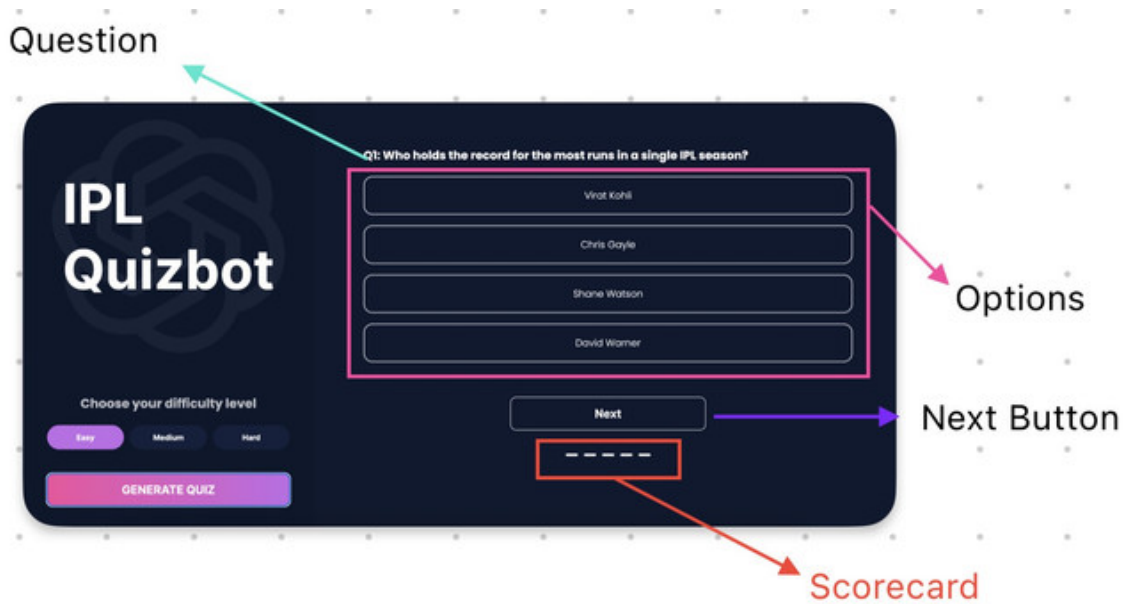 Question
IPL
Quizbot
Choose your difficulty level
Easy Medium Hard
GENERATE QUIZ
Q1: Who holds the record for the most runs in a single IPL season?
Virat Kohli
Chris Gayle
Shane Watson
David Warner
Next
Options
Next Button
Scorecard